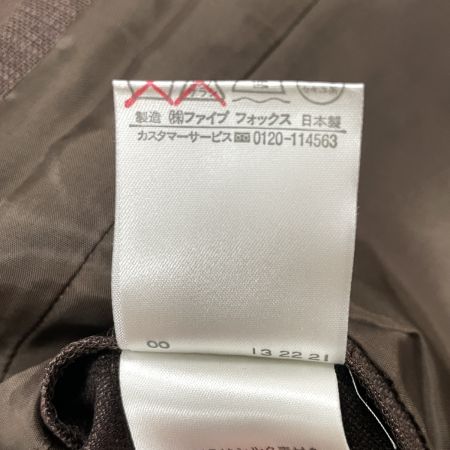 製造 ㈱ファイブ フォックス 日本製
カスタマーサービス 0120-114563
00 13 22 21